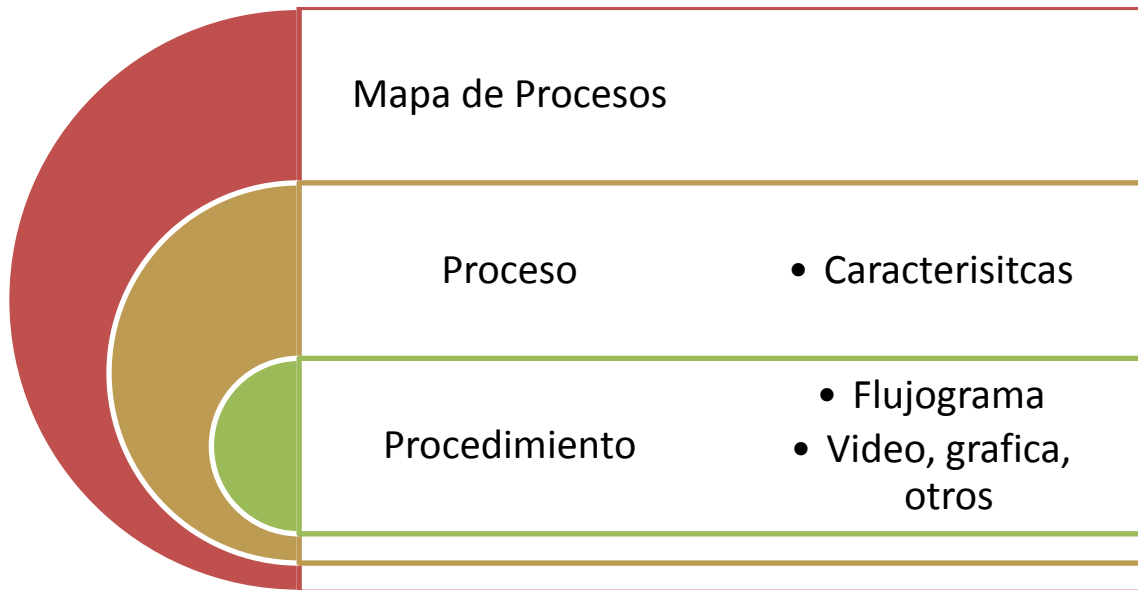 Mapa de Procesos
Proceso
• Caracterisitcas
Procedimiento
• Flujograma
• Video, grafica,
otros